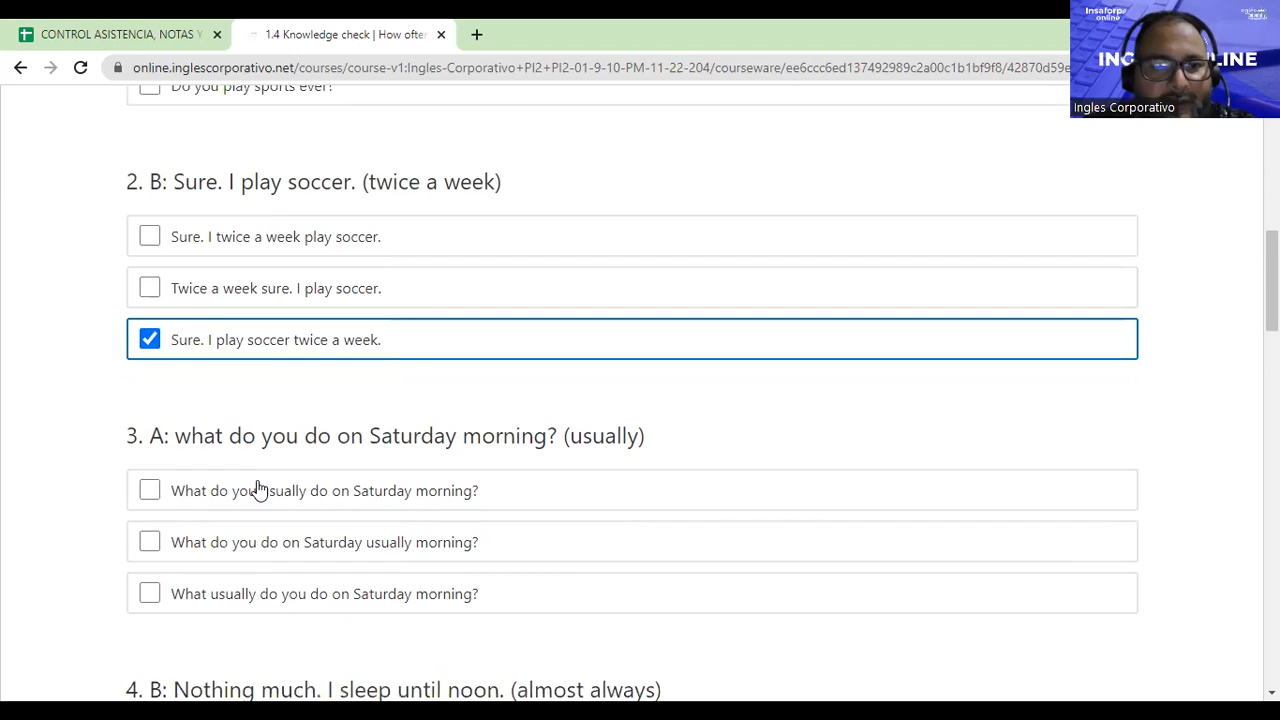 CONTROL ASISTENCIA, NOTAS Y
1.4 Knowledge check | How ofte
online.inglescorporativo.net/courses/course-v1:Ingles-Corporativo
2-01-9-10-PM-11-22-204/courseware/ee6ccc6ed137492989c2a00c1b1bf9f8/42870d59e
Insaforp
online
INGLES ONLINE
Ingles Corporativo
Do you play sports ever?
2. B: Sure. I play soccer. (twice a week)
Sure. I twice a week play soccer.
Twice a week sure. I play soccer.
Sure. I play soccer twice a week.
3. A: what do you do on Saturday morning? (usually)
What do you usually do on Saturday morning?
What do you do on Saturday usually morning?
What usually do you do on Saturday morning?
4. B: Nothing much. I sleep until noon. (almost always)